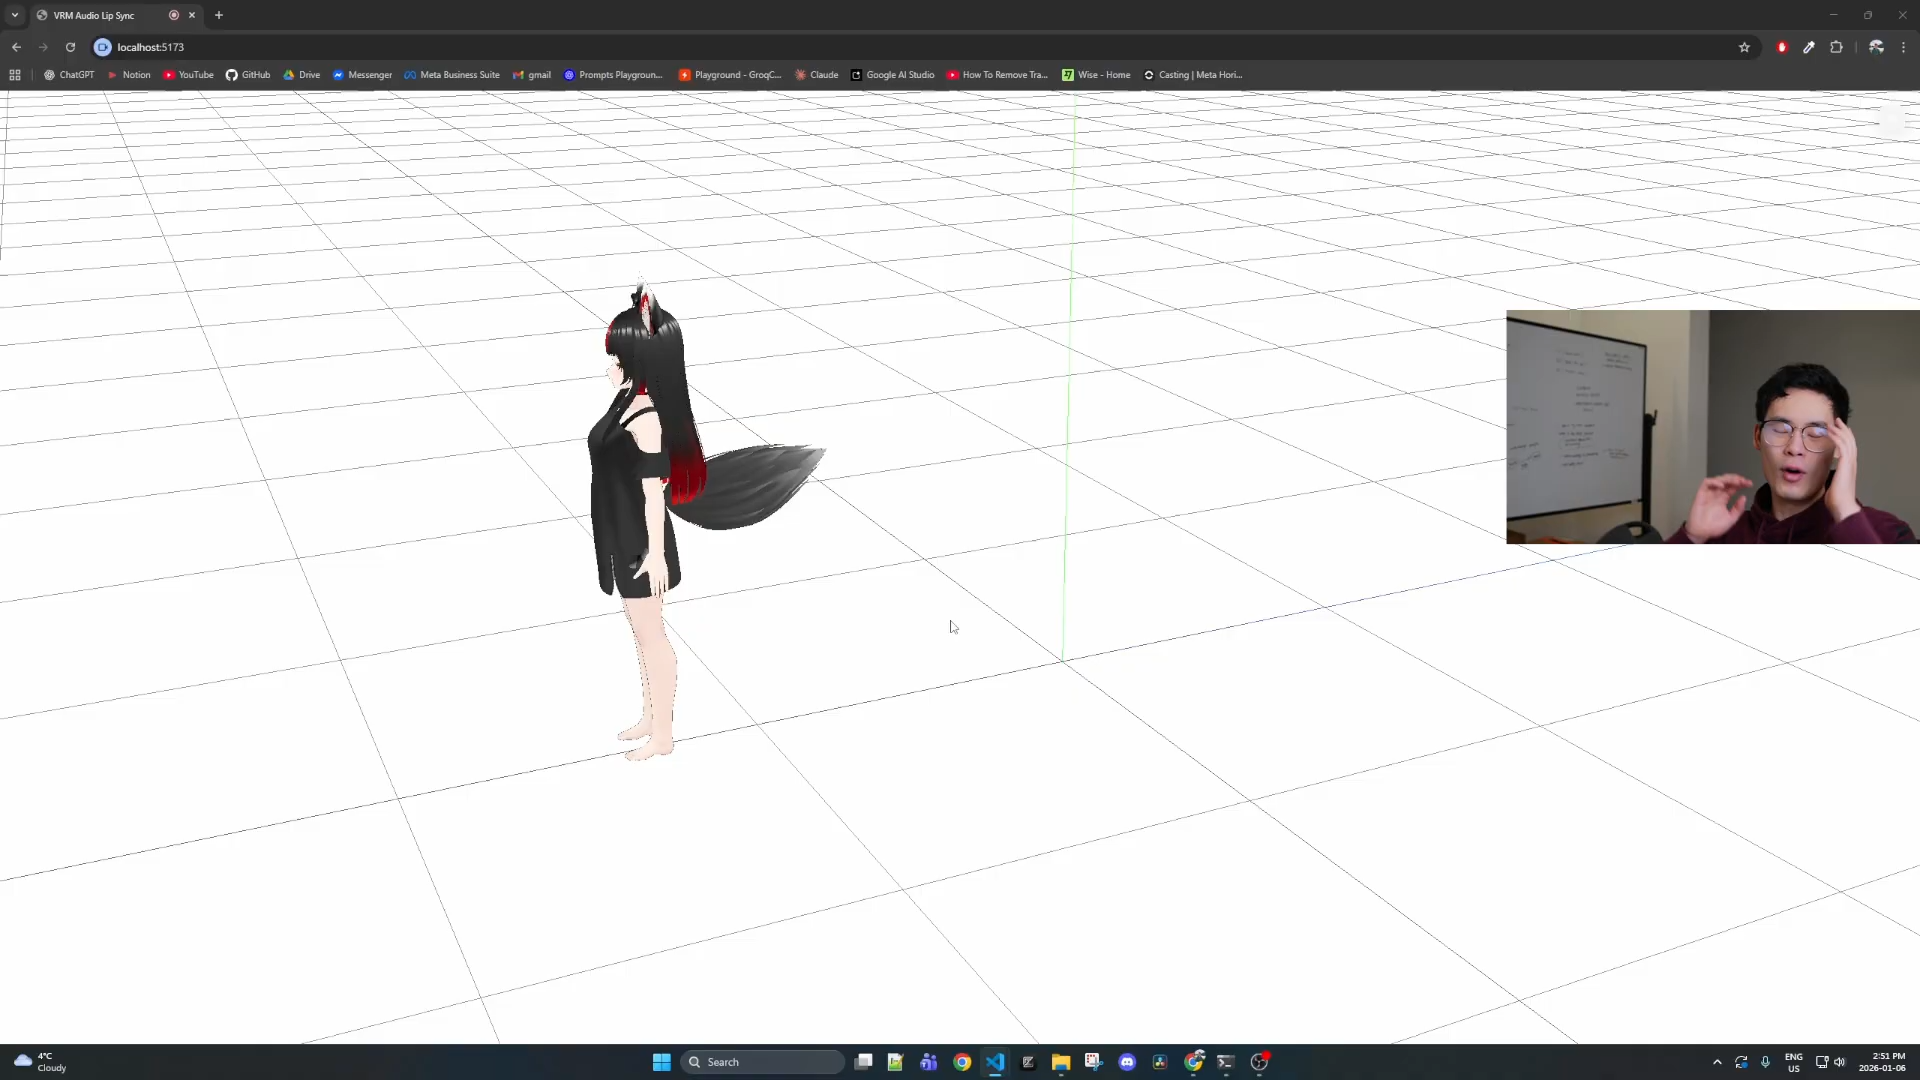 VRM Audio Lip Sync
localhost:5173
ChatGPT
Notion
YouTube
GitHub
Drive
Messenger
Meta Business Suite
gmail
Prompts Playgroun...
Playground - GroqC...
Claude
Google AI Studio
How To Remove Tra...
Wise - Home
Casting | Meta Hori...
4°C
Cloudy
Search
ENG
US
2:51 PM
2026-01-06